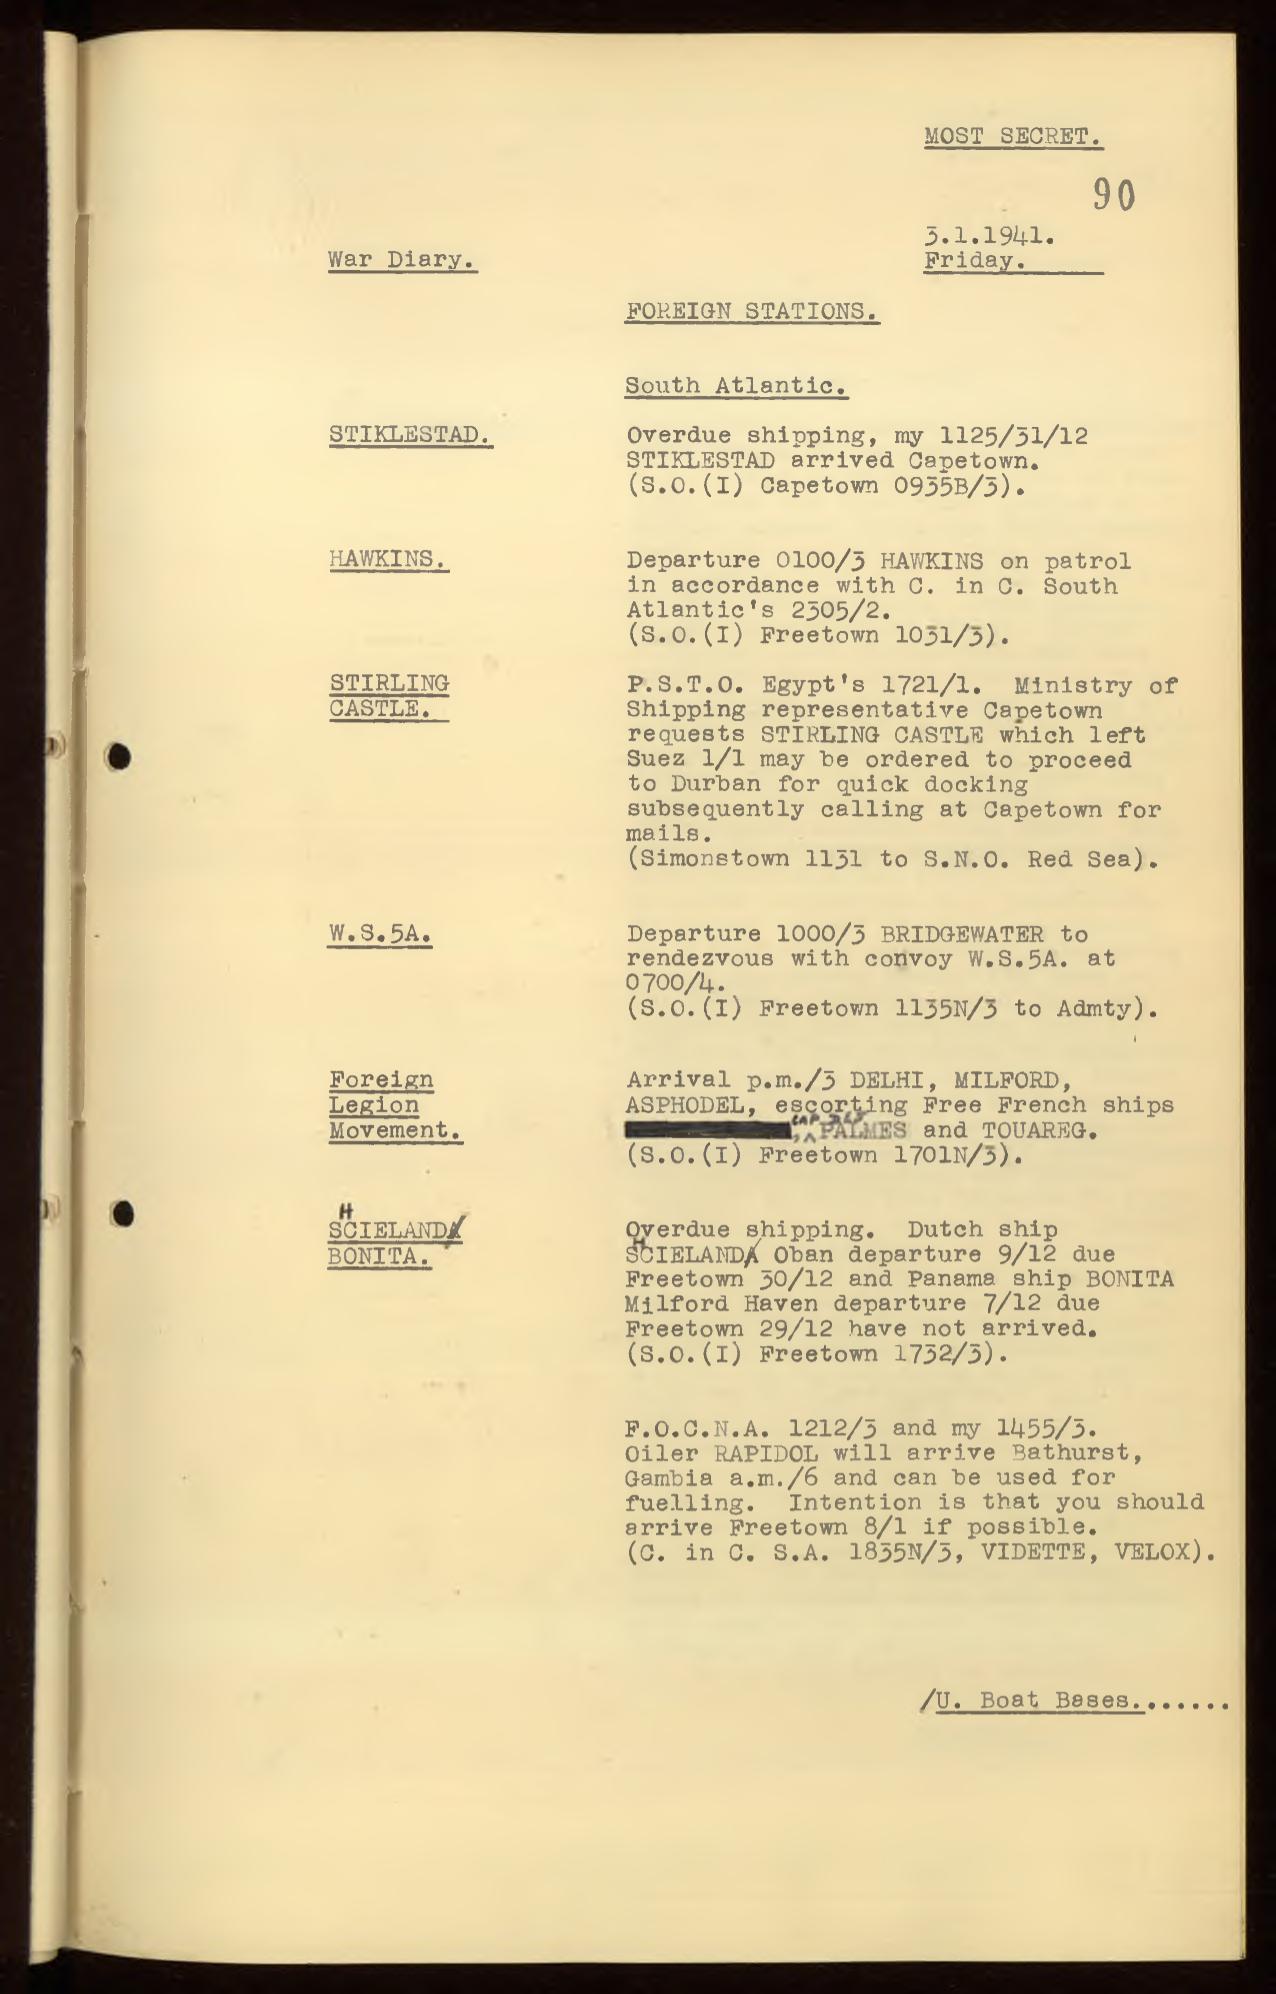 MOST SECRET.
90
3.1.1941.
War Diary.
Friday.
FOREIGN STATIONS.
South Atlantic.
STIKLESTAD.
Overdue shipping, my 1125/31/12
STIKLESTAD arrived Capetown.
(S.O.(I) Capetown 0935B/3).
HAWKINS.
Departure 0100/3 HAWKINS on patrol
in accordance with C. in C. South
Atlantic's 2305/2.
(S.O.(I) Freetown 1031/3).
STIRLING
CASTLE.
P.S.T.O. Egypt's 1721/1. Ministry of
Shipping representative Capetown
requests STIRLING CASTLE which left
Suez 1/1 may be ordered to proceed
to Durban for quick docking
subsequently calling at Capetown for
mails.
(Simonstown 1131 to S.N.O. Red Sea).
W.S.5A.
Departure 1000/3 BRIDGEWATER to
rendezvous with convoy W.S.5A. at
0700/4.
(S.O.(I) Freetown 1135N/3 to Admty).
Foreign
Legion
Movement.
Arrival p.m./3 DELHI, MILFORD,
ASPHODEL, escorting Free French ships
CAP DES
PALMES and TOUAREG.
(S.O.(I) Freetown 1701N/3).
H
SCIELANDA
BONITA.
Overdue shipping. Dutch ship
H
SCIELANDA Oban departure 9/12 due
Freetown 30/12 and Panama ship BONITA
Milford Haven departure 7/12 due
Freetown 29/12 have not arrived.
(S.O.(I) Freetown 1732/3).
F.O.C.N.A. 1212/3 and my 1455/3.
Oiler RAPIDOL will arrive Bathurst,
Gambia a.m./6 and can be used for
fuelling. Intention is that you should
arrive Freetown 8/1 if possible.
(C. in C. S.A. 1835N/3, VIDETTE, VELOX).
/U. Boat Bases.......